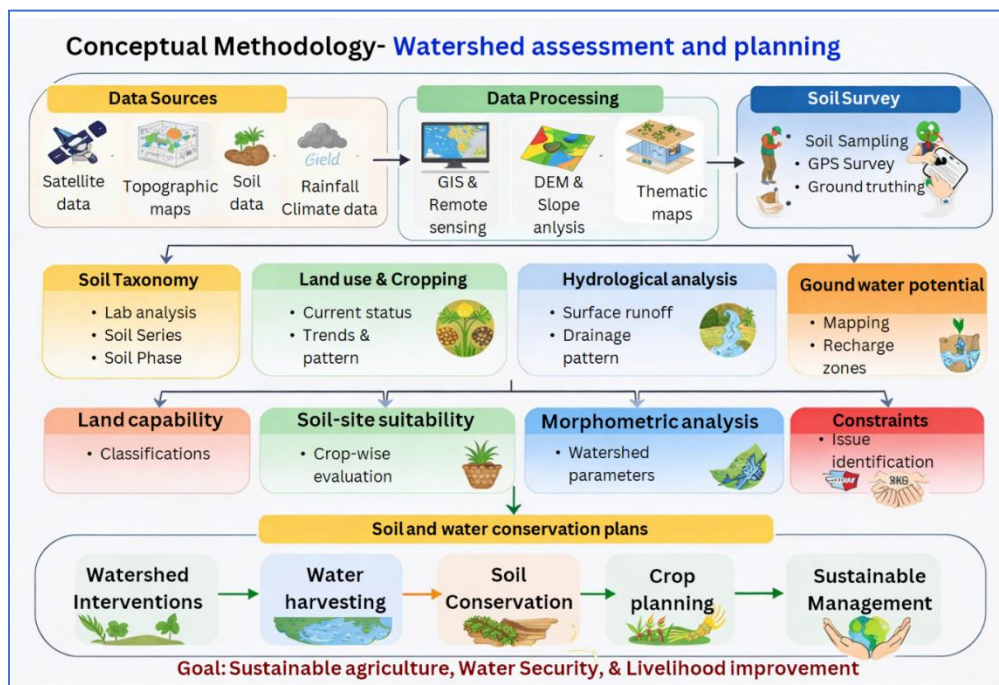 Conceptual Methodology- Watershed assessment and planning
Data Sources
Satellite
data
Topographic
maps
Soil
data
Gield
Rainfall
Climate data
Data Processing
GIS &
Remote
sensing
DEM &
Slope
anlysis
Thematic
maps
Soil Survey
• Soil Sampling
• GPS Survey
• Ground truthing
•
Soil Taxonomy
• Lab analysis
• Soil Series
• Soil Phase
Land use & Cropping
• Current status
• Trends &
pattern
Hydrological analysis
• Surface runoff
• Drainage
pattern
Gound water potential
• Mapping
• Recharge
zones
Land capability
• Classifications
Soil-site suitability
• Crop-wise
evaluation
Morphometric analysis
• Watershed
parameters
Constraints
• Issue
identification
Soil and water conservation plans
Watershed
Interventions
Water
harvesting
Soil
Conservation
Crop
planning
Sustainable
Management
Goal: Sustainable agriculture, Water Security, & Livelihood improvement